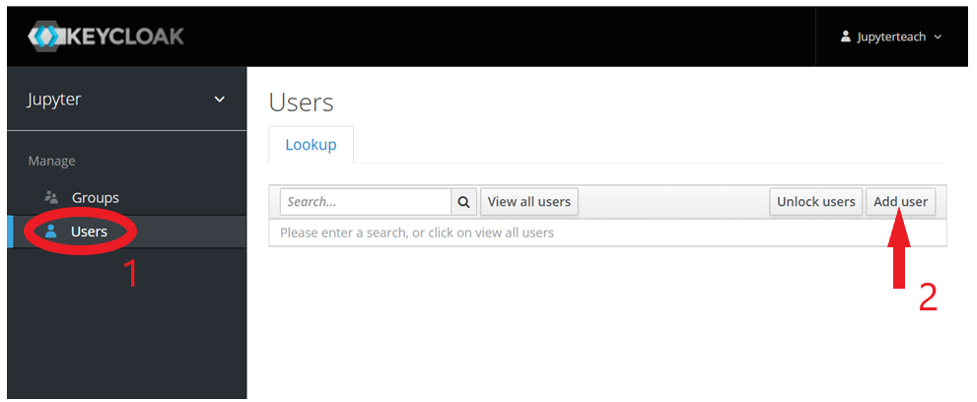 KEYCLOAK
Jupyterteach
Jupyter
Manage
Groups
Users
1
Users
Lookup
Search...
View all users
Unlock users
Add user
Please enter a search, or click on view all users
2